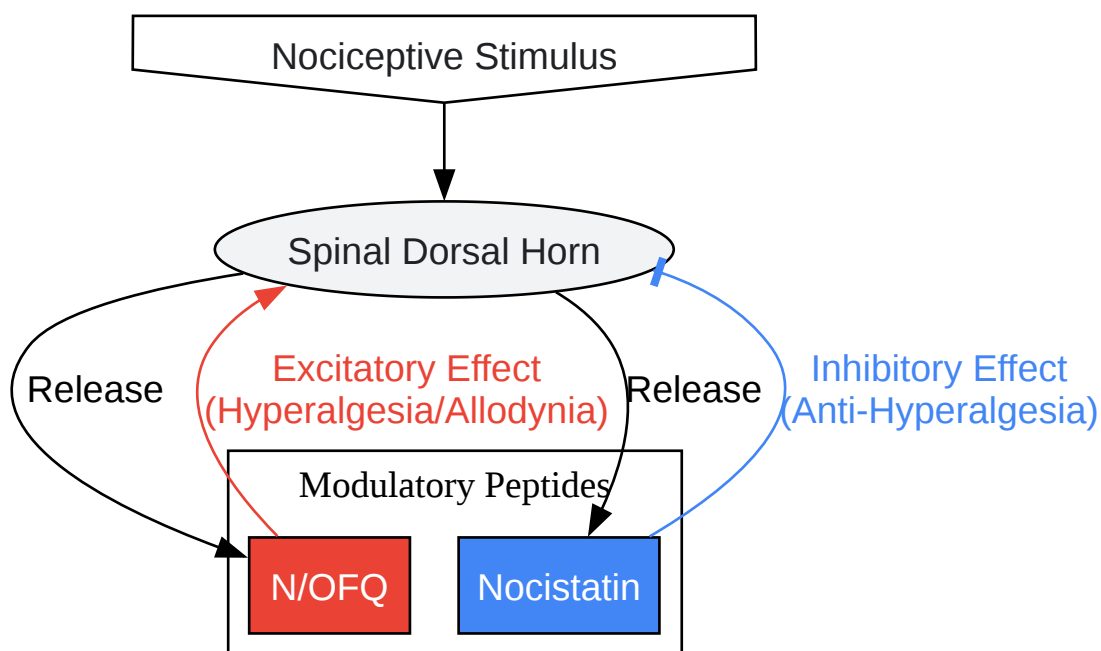 Nociceptive Stimulus
Spinal Dorsal Horn
Release
Excitatory Effect
(Hyperalgesia/Allodynia)
Release
Inhibitory Effect
(Anti-Hyperalgesia)
Modulatory Peptides
N/OFQ
Nocistatin